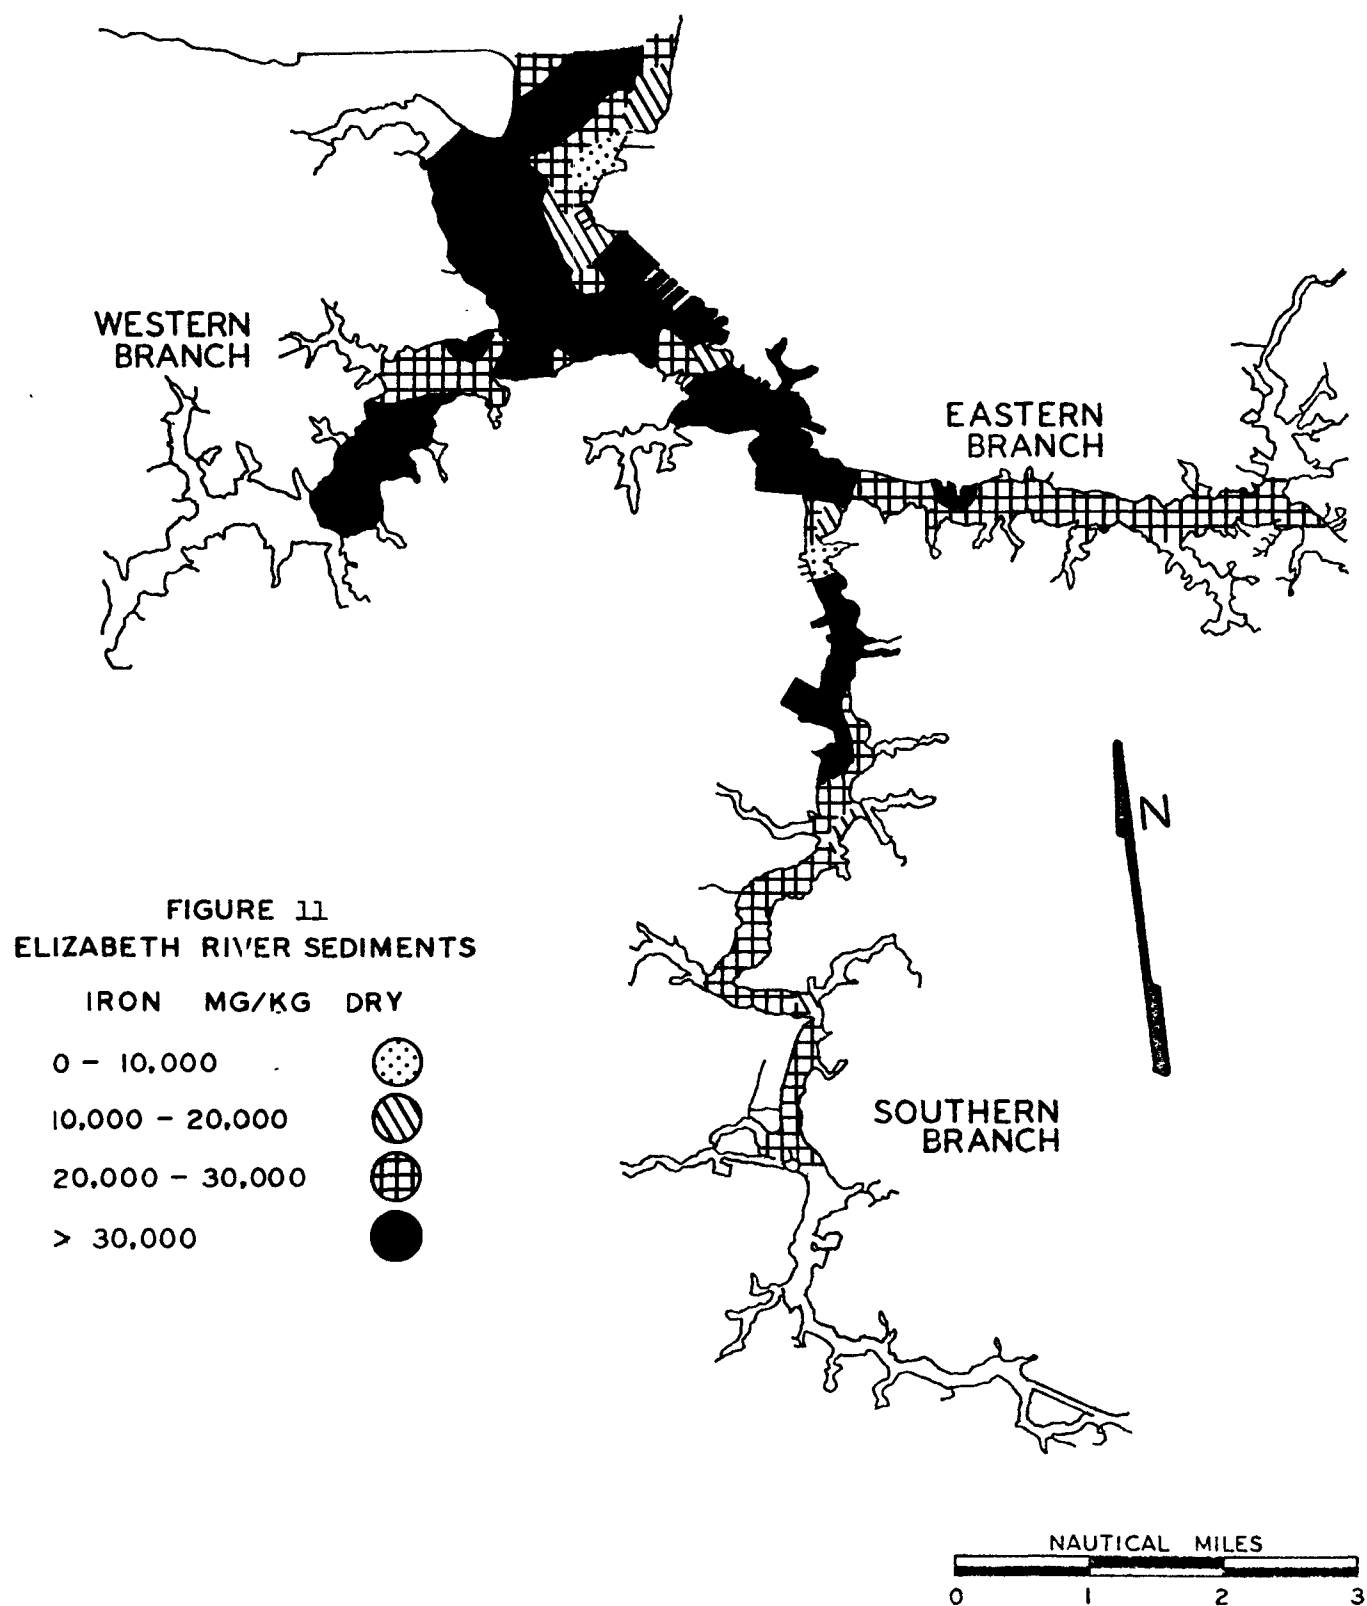 WESTERN
BRANCH
EASTERN
BRANCH
N
FIGURE 11
ELIZABETH RIVER SEDIMENTS
IRON MG/KG DRY
0 - 10,000
10,000 - 20,000
20,000 - 30,000
> 30,000
SOUTHERN
BRANCH
NAUTICAL MILES
0 1 2 3